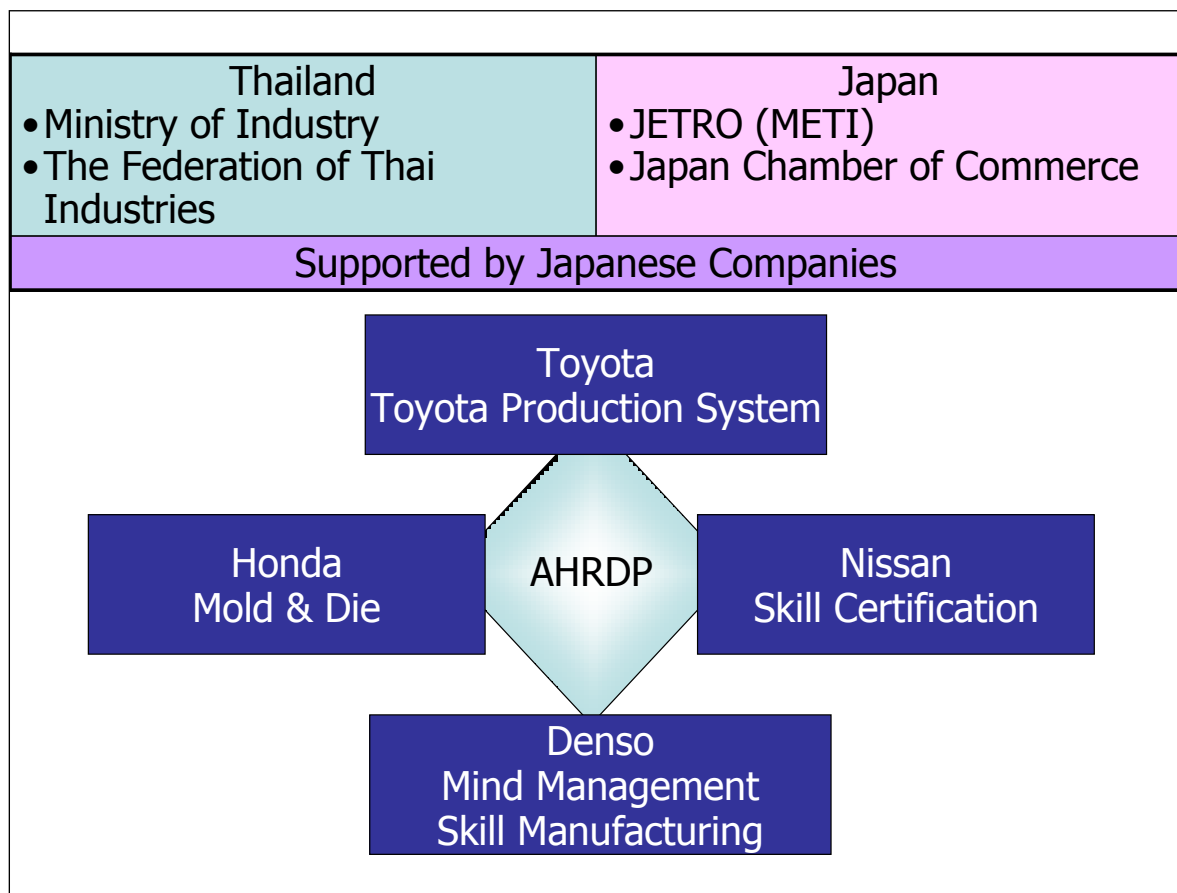 Thailand
•Ministry of Industry
•The Federation of Thai
Industries
Japan
•JETRO (METI)
•Japan Chamber of Commerce
Supported by Japanese Companies
Toyota
Toyota Production System
Honda
Mold & Die
AHRDP
Nissan
Skill Certification
Denso
Mind Management
Skill Manufacturing